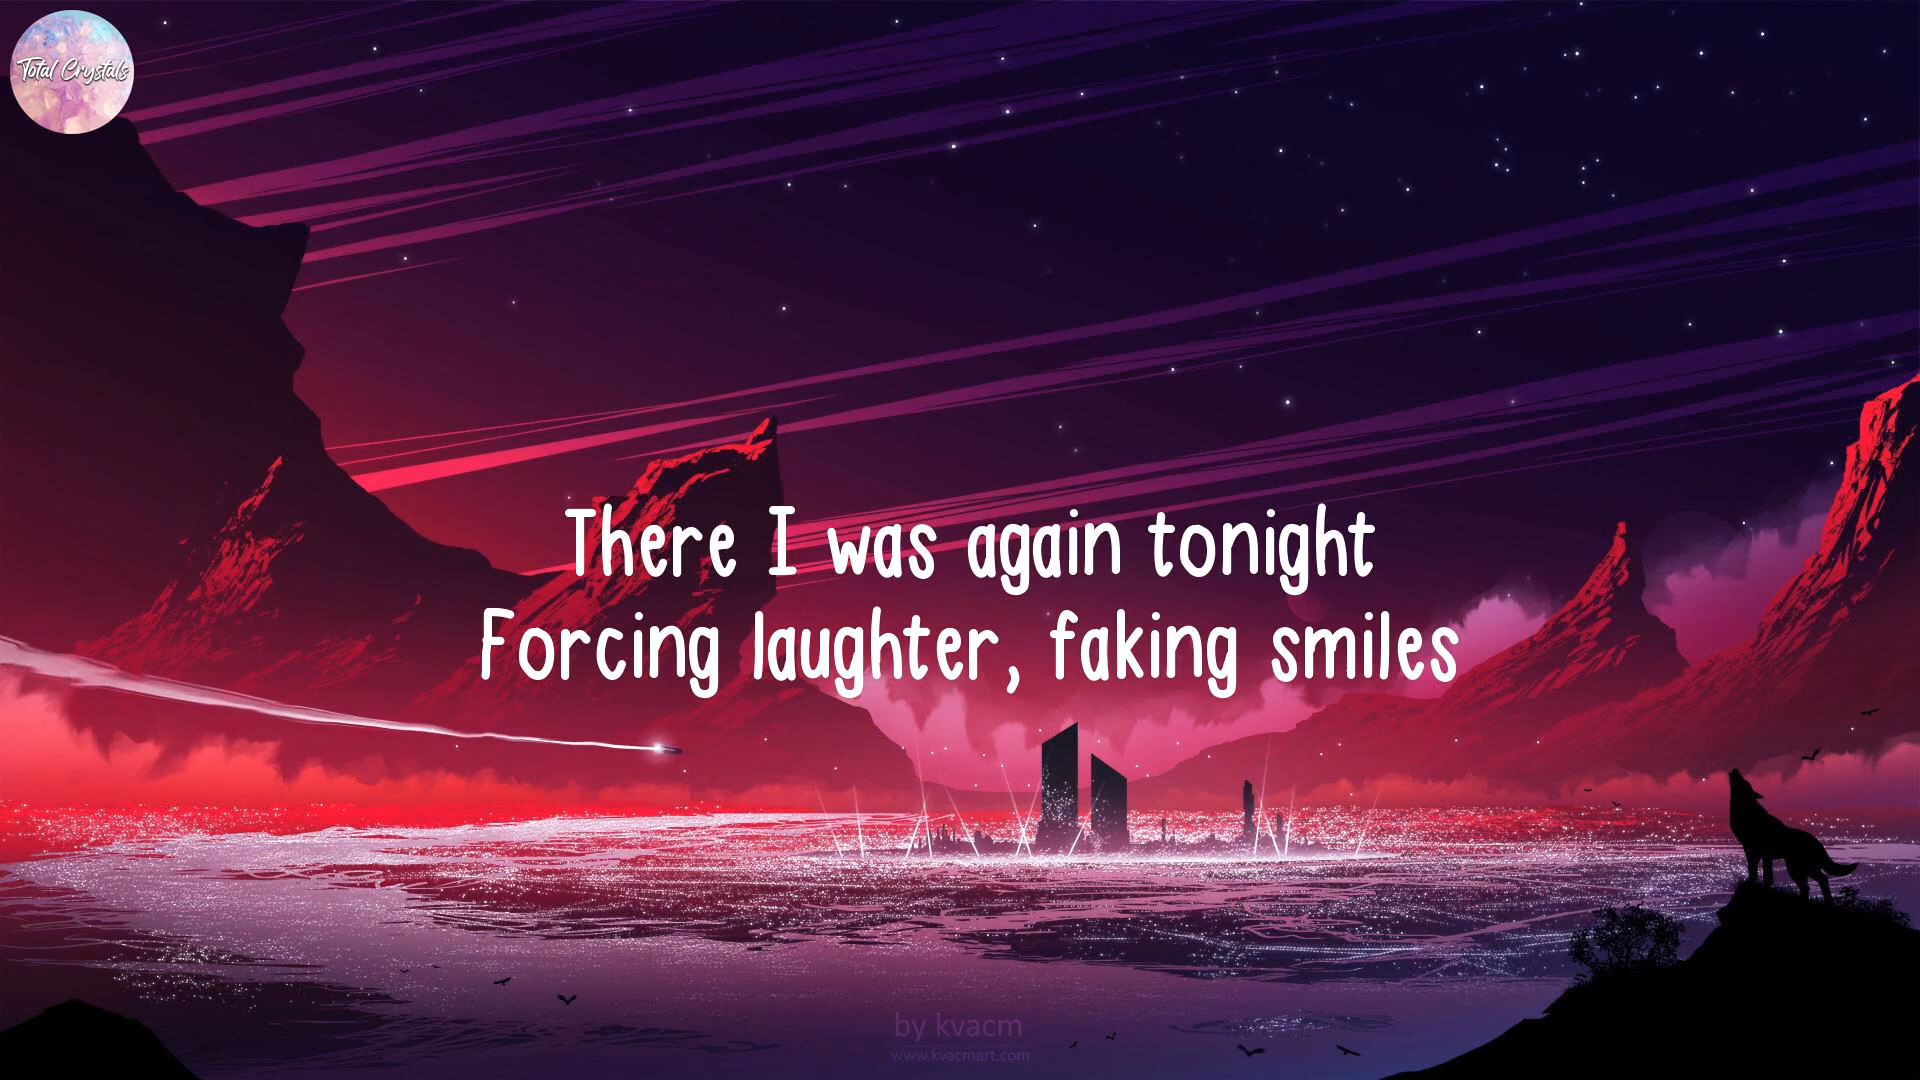 Total Crystals
There I was again tonight
Forcing laughter, faking smiles
by kvacm
www.kvacmart.com